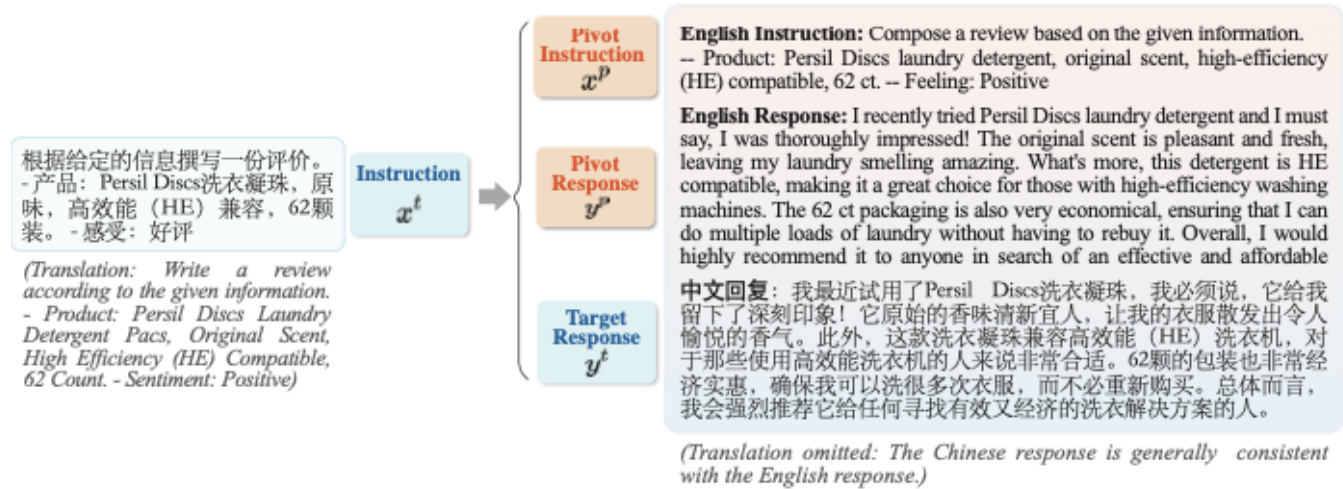 根据给定的信息撰写一份评价。
- 产品：Persil Discs洗衣凝珠，原
味，高效能（HE）兼容，62颗
装。 - 感受：好评
(Translation: Write a review
according to the given information.
- Product: Persil Discs Laundry
Detergent Pacs, Original Scent,
High Efficiency (HE) Compatible,
62 Count. - Sentiment: Positive)
Instruction
x^t
Pivot
Instruction
x^p
Pivot
Response
y^p
Target
Response
y^t
English Instruction: Compose a review based on the given information.
-- Product: Persil Discs laundry detergent, original scent, high-efficiency
(HE) compatible, 62 ct. -- Feeling: Positive
English Response: I recently tried Persil Discs laundry detergent and I must
say, I was thoroughly impressed! The original scent is pleasant and fresh,
leaving my laundry smelling amazing. What's more, this detergent is HE
compatible, making it a great choice for those with high-efficiency washing
machines. The 62 ct packaging is also very economical, ensuring that I can
do multiple loads of laundry without having to rebuy it. Overall, I would
highly recommend it to anyone in search of an effective and affordable
中文回复：我最近试用了Persil Discs洗衣凝珠，我必须说，它给我
留下了深刻印象！它原始的香味清新宜人，让我的衣服散发出令人
愉悦的香气。此外，这款洗衣凝珠兼容高效能（HE）洗衣机，对
于那些使用高效能洗衣机的人来说非常合适。62颗的包装也非常经
济实惠，确保我可以洗很多次衣服，而不必重新购买。总体而言，
我会强烈推荐它给任何寻找有效又经济的洗衣解决方案的人。
(Translation omitted: The Chinese response is generally consistent
with the English response.)